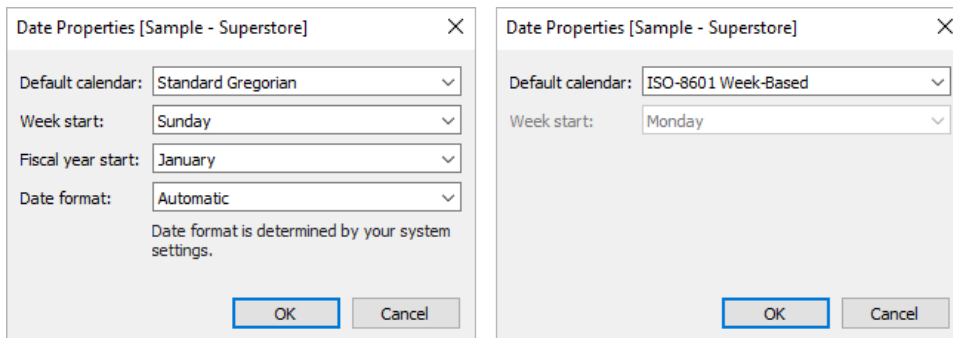 Date Properties [Sample - Superstore]
Default calendar: Standard Gregorian
Week start: Sunday
Fiscal year start: January
Date format: Automatic
Date format is determined by your system
settings.
OK Cancel
Date Properties [Sample - Superstore]
Default calendar: ISO-8601 Week-Based
Week start: Monday
OK Cancel